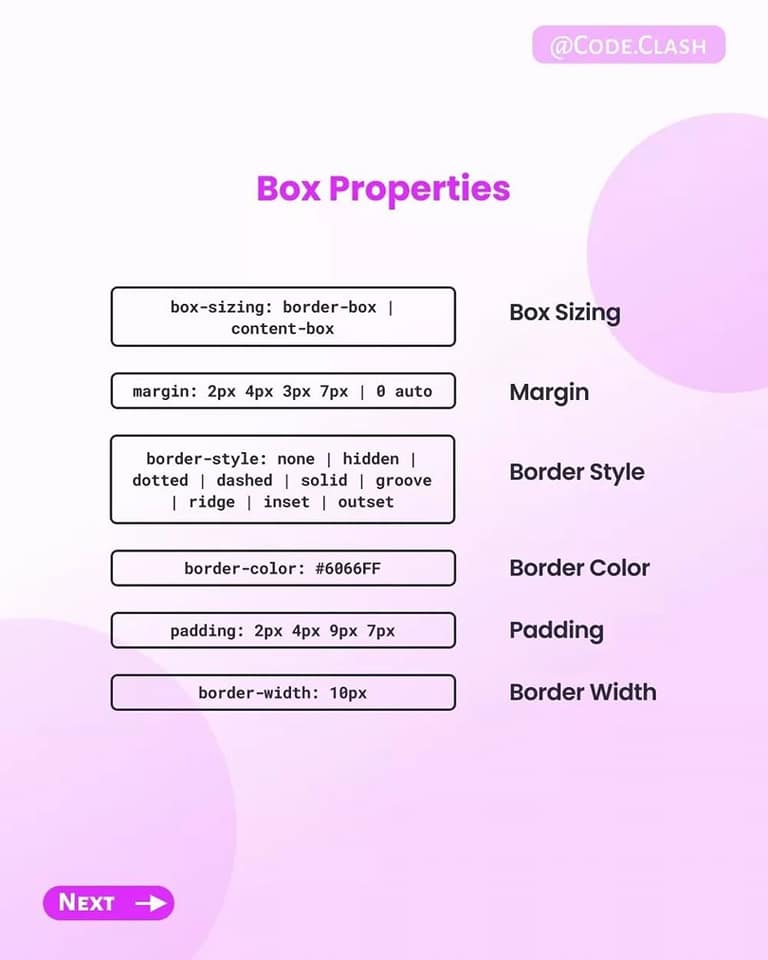 @Code.Clash
Box Properties
box-sizing: border-box |
content-box
Box Sizing
margin: 2px 4px 3px 7px | 0 auto
Margin
border-style: none | hidden |
dotted | dashed | solid | groove
| ridge | inset | outset
Border Style
border-color: #6066FF
Border Color
padding: 2px 4px 9px 7px
Padding
border-width: 10px
Border Width
Next →